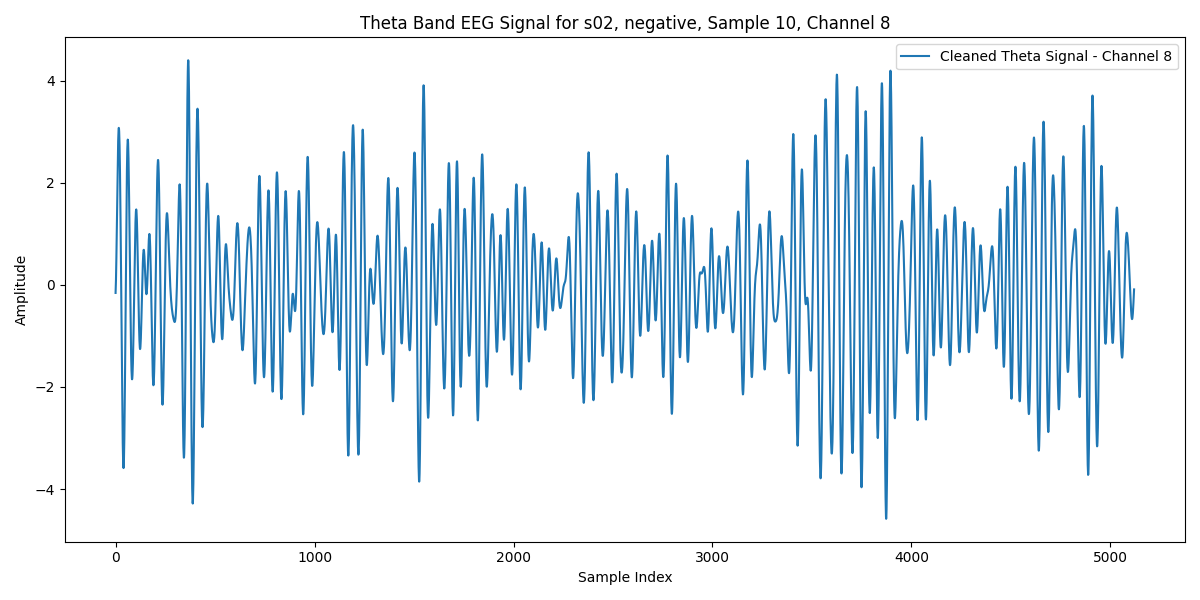 Theta Band EEG Signal for s02, negative, Sample 10, Channel 8
Cleaned Theta Signal - Channel 8
Amplitude
4
2
0
−2
−4
0 1000 2000 3000 4000 5000
Sample Index